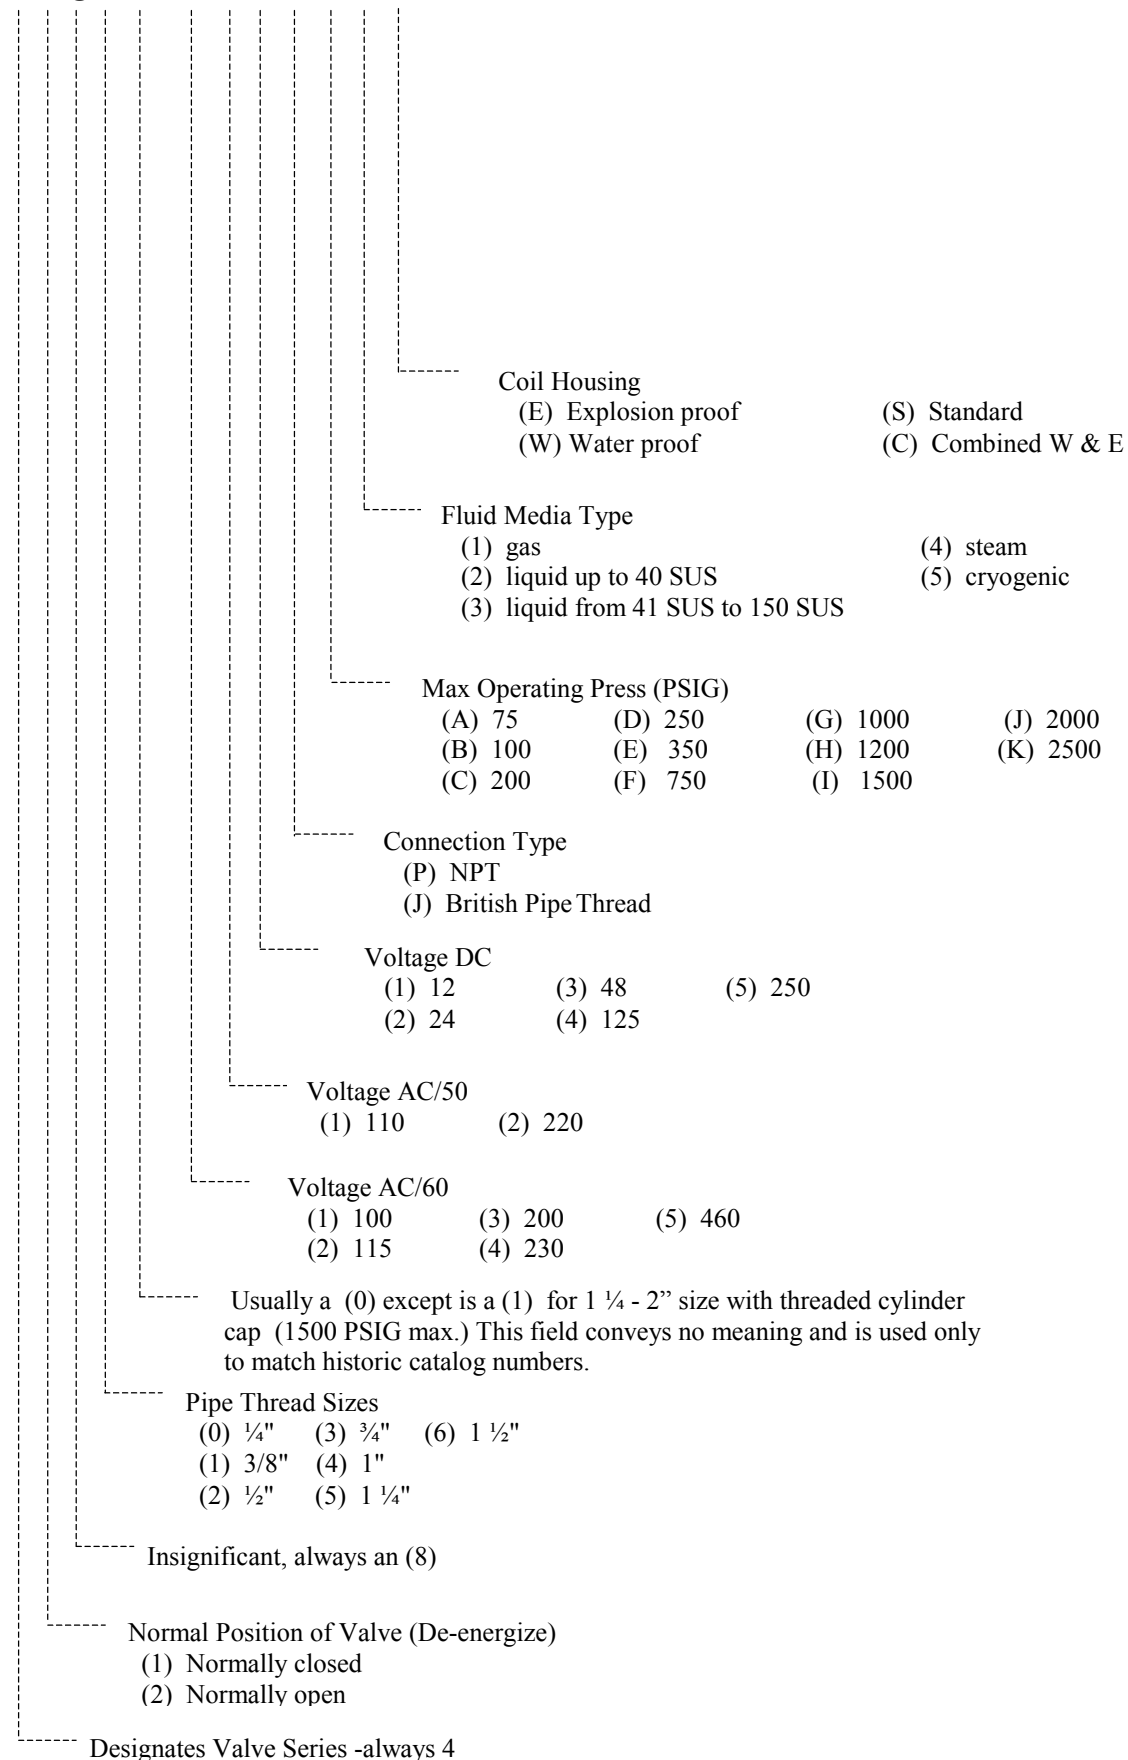 Coil Housing
(E) Explosion proof (S) Standard
(W) Water proof (C) Combined W & E
Fluid Media Type
(1) gas (4) steam
(2) liquid up to 40 SUS (5) cryogenic
(3) liquid from 41 SUS to 150 SUS
Max Operating Press (PSIG)
(A) 75 (D) 250 (G) 1000 (J) 2000
(B) 100 (E) 350 (H) 1200 (K) 2500
(C) 200 (F) 750 (I) 1500
Connection Type
(P) NPT
(J) British Pipe Thread
Voltage DC
(1) 12 (3) 48 (5) 250
(2) 24 (4) 125
Voltage AC/50
(1) 110 (2) 220
Voltage AC/60
(1) 100 (3) 200 (5) 460
(2) 115 (4) 230
Usually a (0) except is a (1) for 1 ¼ - 2” size with threaded cylinder
cap (1500 PSIG max.) This field conveys no meaning and is used only
to match historic catalog numbers.
Pipe Thread Sizes
(0) ¼" (3) ¾" (6) 1 ½"
(1) 3/8" (4) 1"
(2) ½" (5) 1 ¼"
Insignificant, always an (8)
Normal Position of Valve (De-energize)
(1) Normally closed
(2) Normally open
Designates Valve Series -always 4